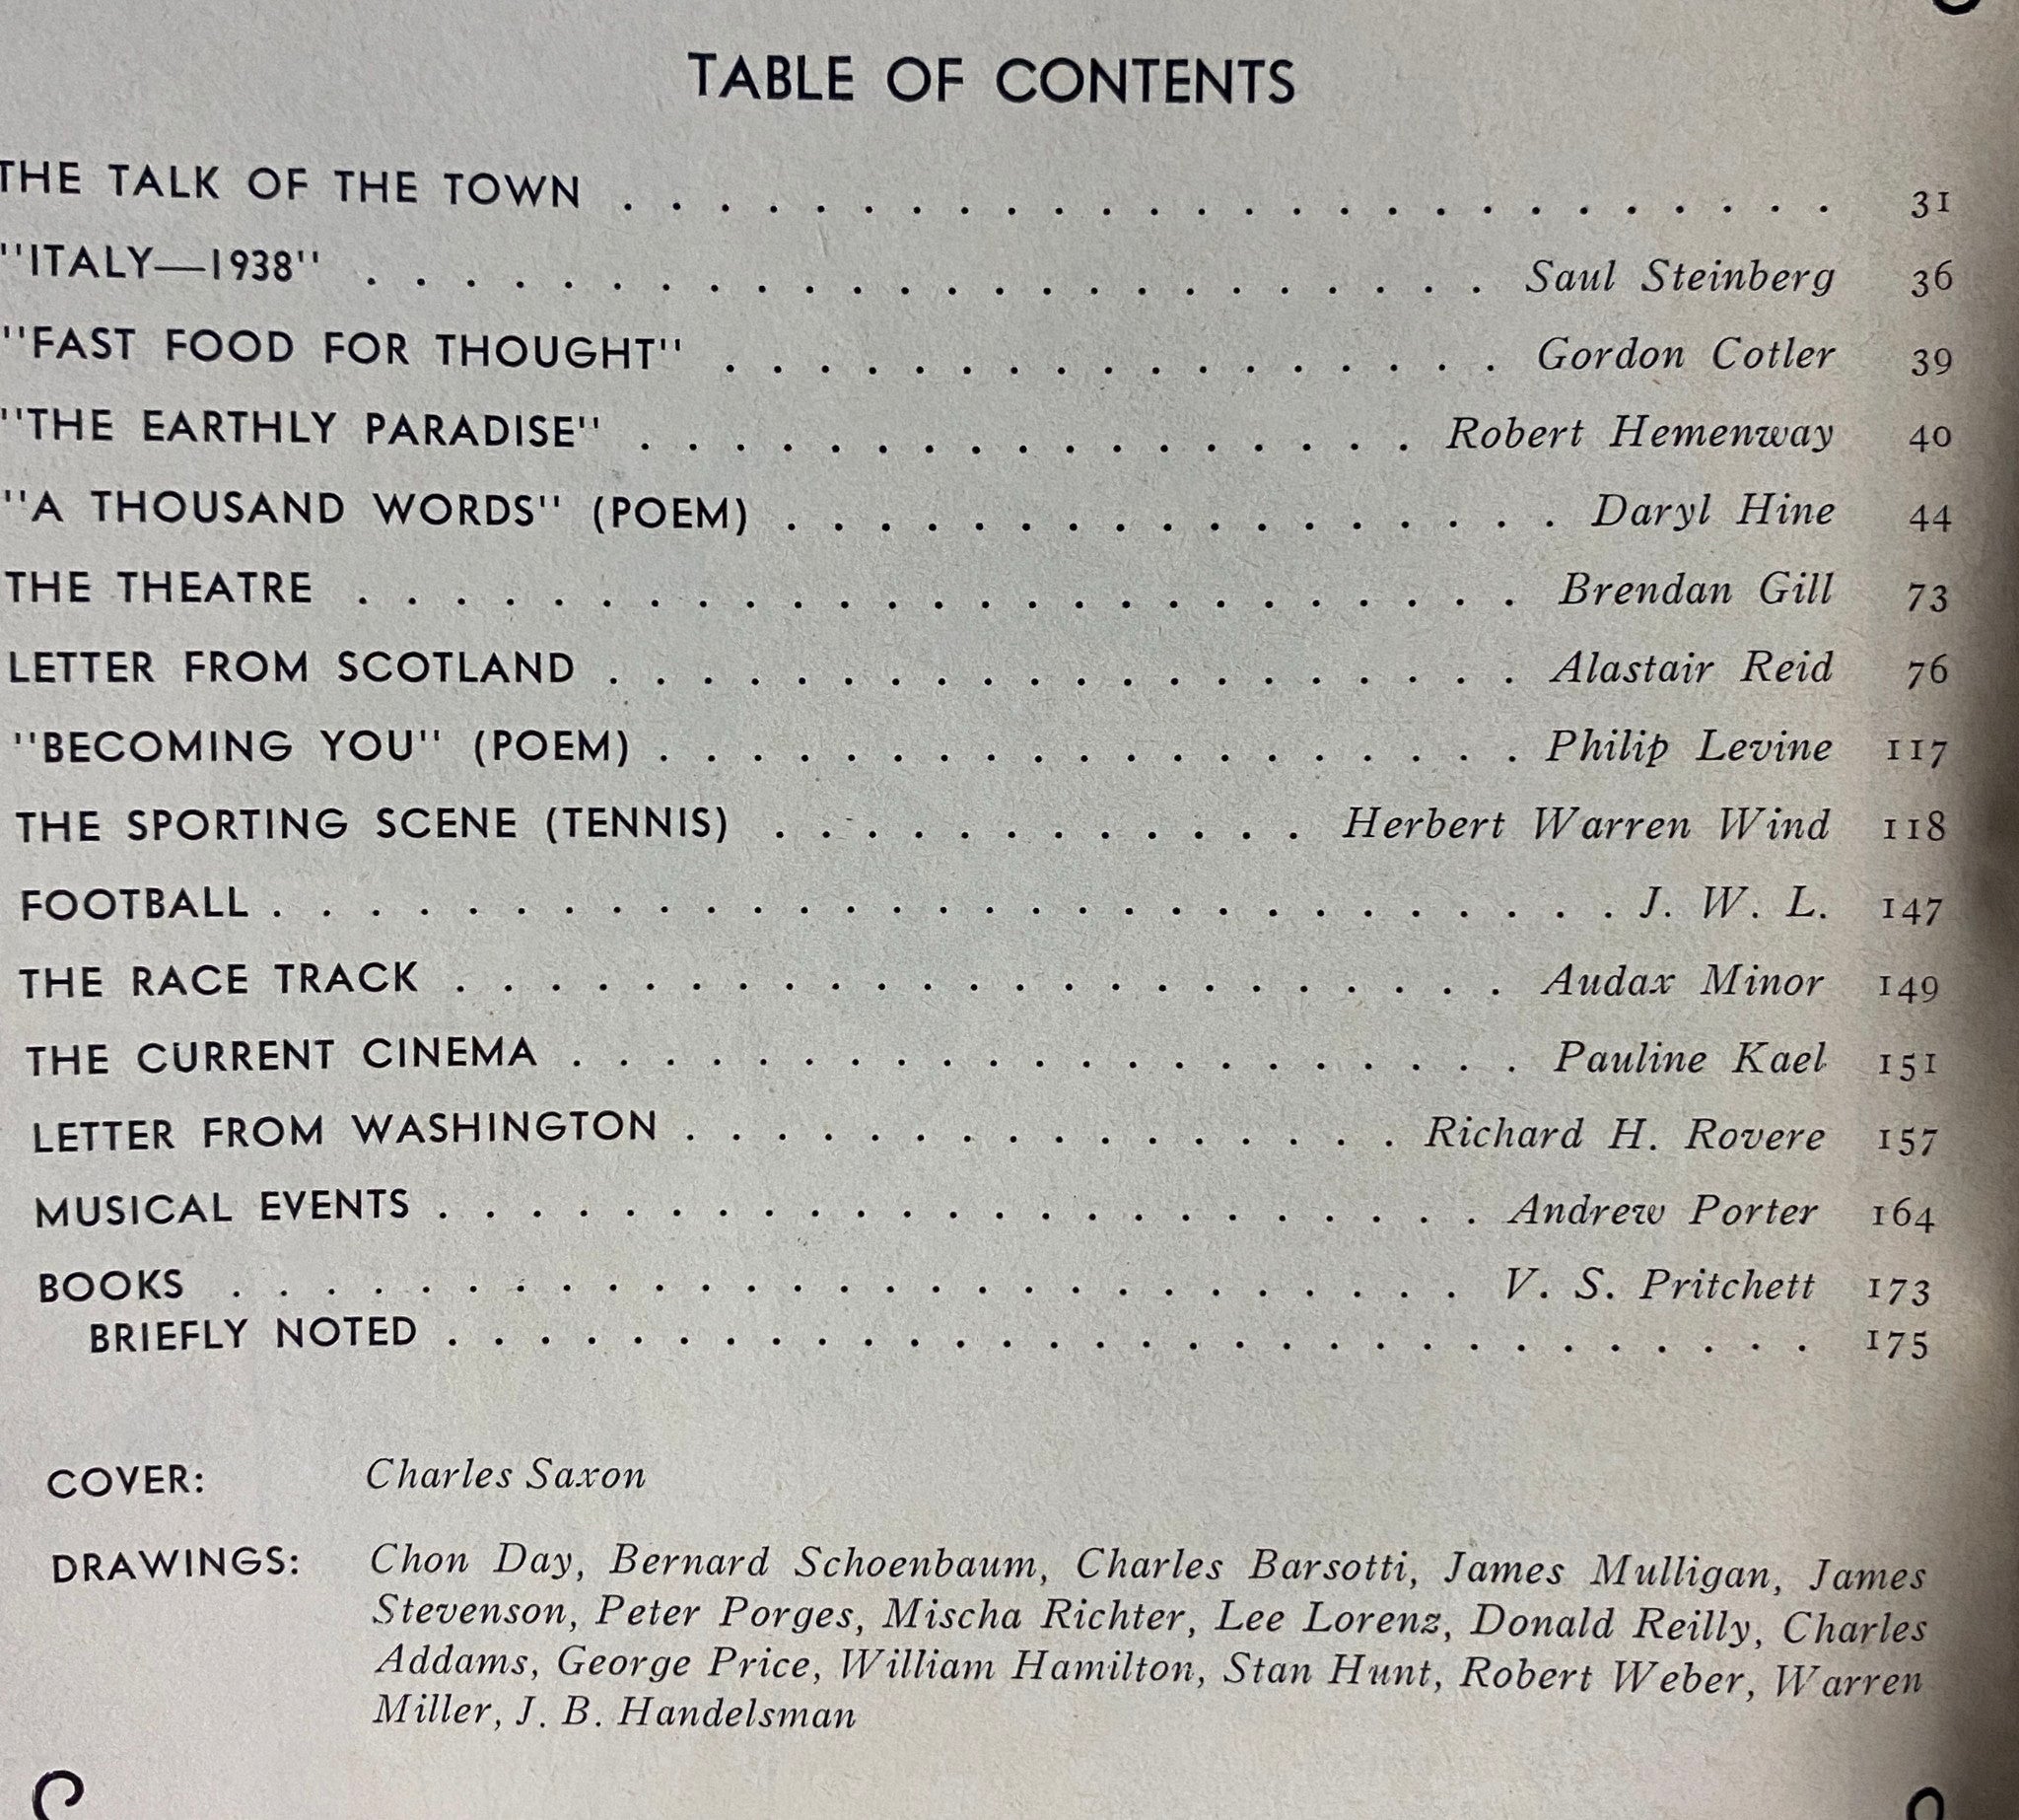 TABLE OF CONTENTS
THE TALK OF THE TOWN . . . . . . . . . . . . . . . . . . . . . . . . . . 31
"ITALY—1938" . . . . . . . . . . . . . . . . . . . . . . . . Saul Steinberg 36
"FAST FOOD FOR THOUGHT" . . . . . . . . . . . . . . . . . Gordon Cotler 39
"THE EARTHLY PARADISE" . . . . . . . . . . . . . . . . . Robert Hemenway 40
"A THOUSAND WORDS" (POEM) . . . . . . . . . . . . . . . . . Daryl Hine 44
THE THEATRE . . . . . . . . . . . . . . . . . . . . . . . . . Brendan Gill 73
LETTER FROM SCOTLAND . . . . . . . . . . . . . . . . . . . . Alastair Reid 76
"BECOMING YOU" (POEM) . . . . . . . . . . . . . . . . . . . Philip Levine 117
THE SPORTING SCENE (TENNIS) . . . . . . . . . . . . Herbert Warren Wind 118
FOOTBALL . . . . . . . . . . . . . . . . . . . . . . . . . . . . . J. W. L. 147
THE RACE TRACK . . . . . . . . . . . . . . . . . . . . . . . Audax Minor 149
THE CURRENT CINEMA . . . . . . . . . . . . . . . . . . . . . Pauline Kael 151
LETTER FROM WASHINGTON . . . . . . . . . . . . . . . . Richard H. Rovere 157
MUSICAL EVENTS . . . . . . . . . . . . . . . . . . . . . . . Andrew Porter 164
BOOKS . . . . . . . . . . . . . . . . . . . . . . . . . . . V. S. Pritchett 173
BRIEFLY NOTED . . . . . . . . . . . . . . . . . . . . . . . . . . . . . . 175
COVER: Charles Saxon
DRAWINGS: Chon Day, Bernard Schoenbaum, Charles Barsotti, James Mulligan, James
Stevenson, Peter Porges, Mischa Richter, Lee Lorenz, Donald Reilly, Charles
Addams, George Price, William Hamilton, Stan Hunt, Robert Weber, Warren
Miller, J. B. Handelsman